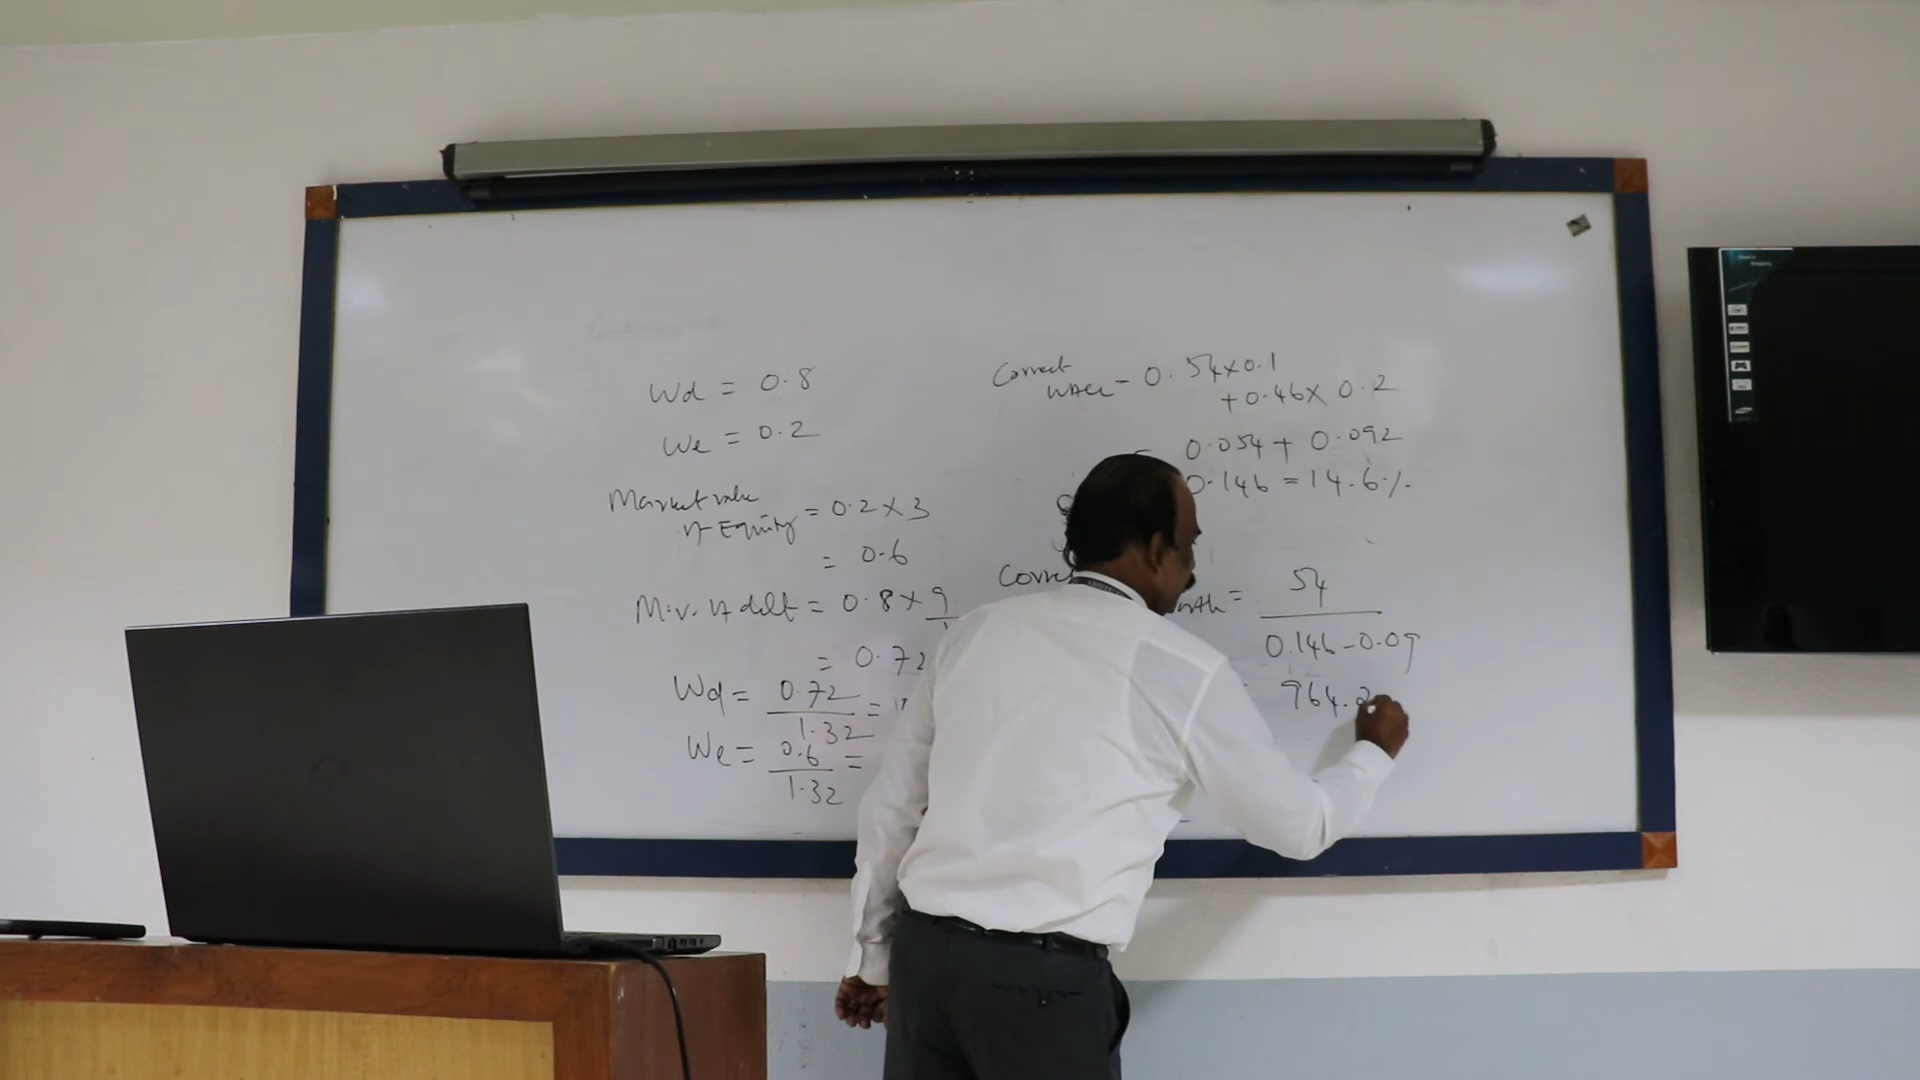 Wd = 0.8
We = 0.2
Market value
of Equity = 0.2 x 3
= 0.6
M.v. of debt = 0.8 x 9
= 0.72
Wd = 0.72
1.32 =
We = 0.6
1.32 =
Correct
WACC = 0.54x0.1
+ 0.46x 0.2
= 0.054 + 0.092
0.146 = 14.6%
= 54
0.146-0.09
= 964.2